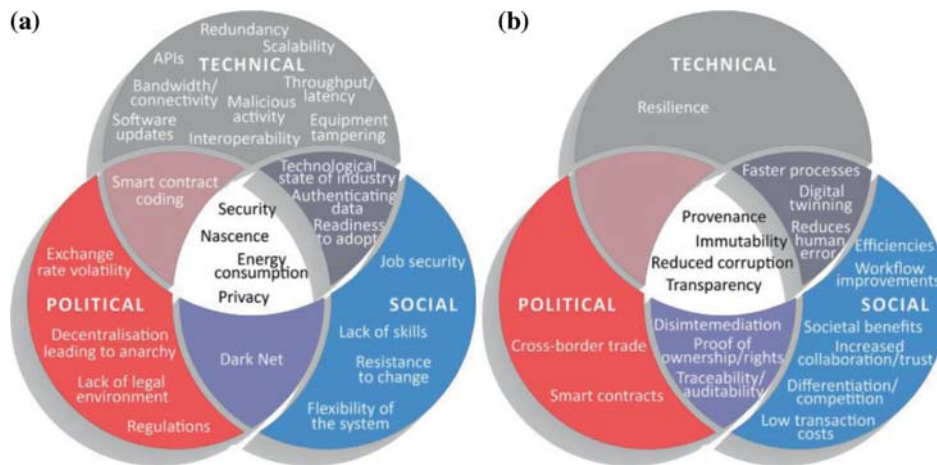 (a)
Redundancy
Scalability
APIs
TECHNICAL
Bandwidth/
connectivity
Throughput/
latency
Malicious
activity
Software
updates
Interoperability
Equipment
tampering
Smart contract
coding
Technological
state of industry
Authenticating
data
Readiness
to adopt
Security
Nascence
Energy
consumption
Privacy
Exchange
rate volatility
POLITICAL
Decentralisation
leading to anarchy
Lack of legal
environment
Regulations
Dark Net
Job security
SOCIAL
Lack of skills
Resistance
to change
Flexibility of
the system
(b)
TECHNICAL
Resilience
Faster processes
Digital
twinning
Reduces
human
error
Provenance
Immutability
Reduced corruption
Transparency
POLITICAL
Cross-border trade
Smart contracts
Disimtemediation
Proof of
ownership/rights
Traceability/
auditability
Efficiencies
Workflow
improvements
SOCIAL
Societal benefits
Increased
collaboration/trust
Differentiation/
competition
Low transaction
costs